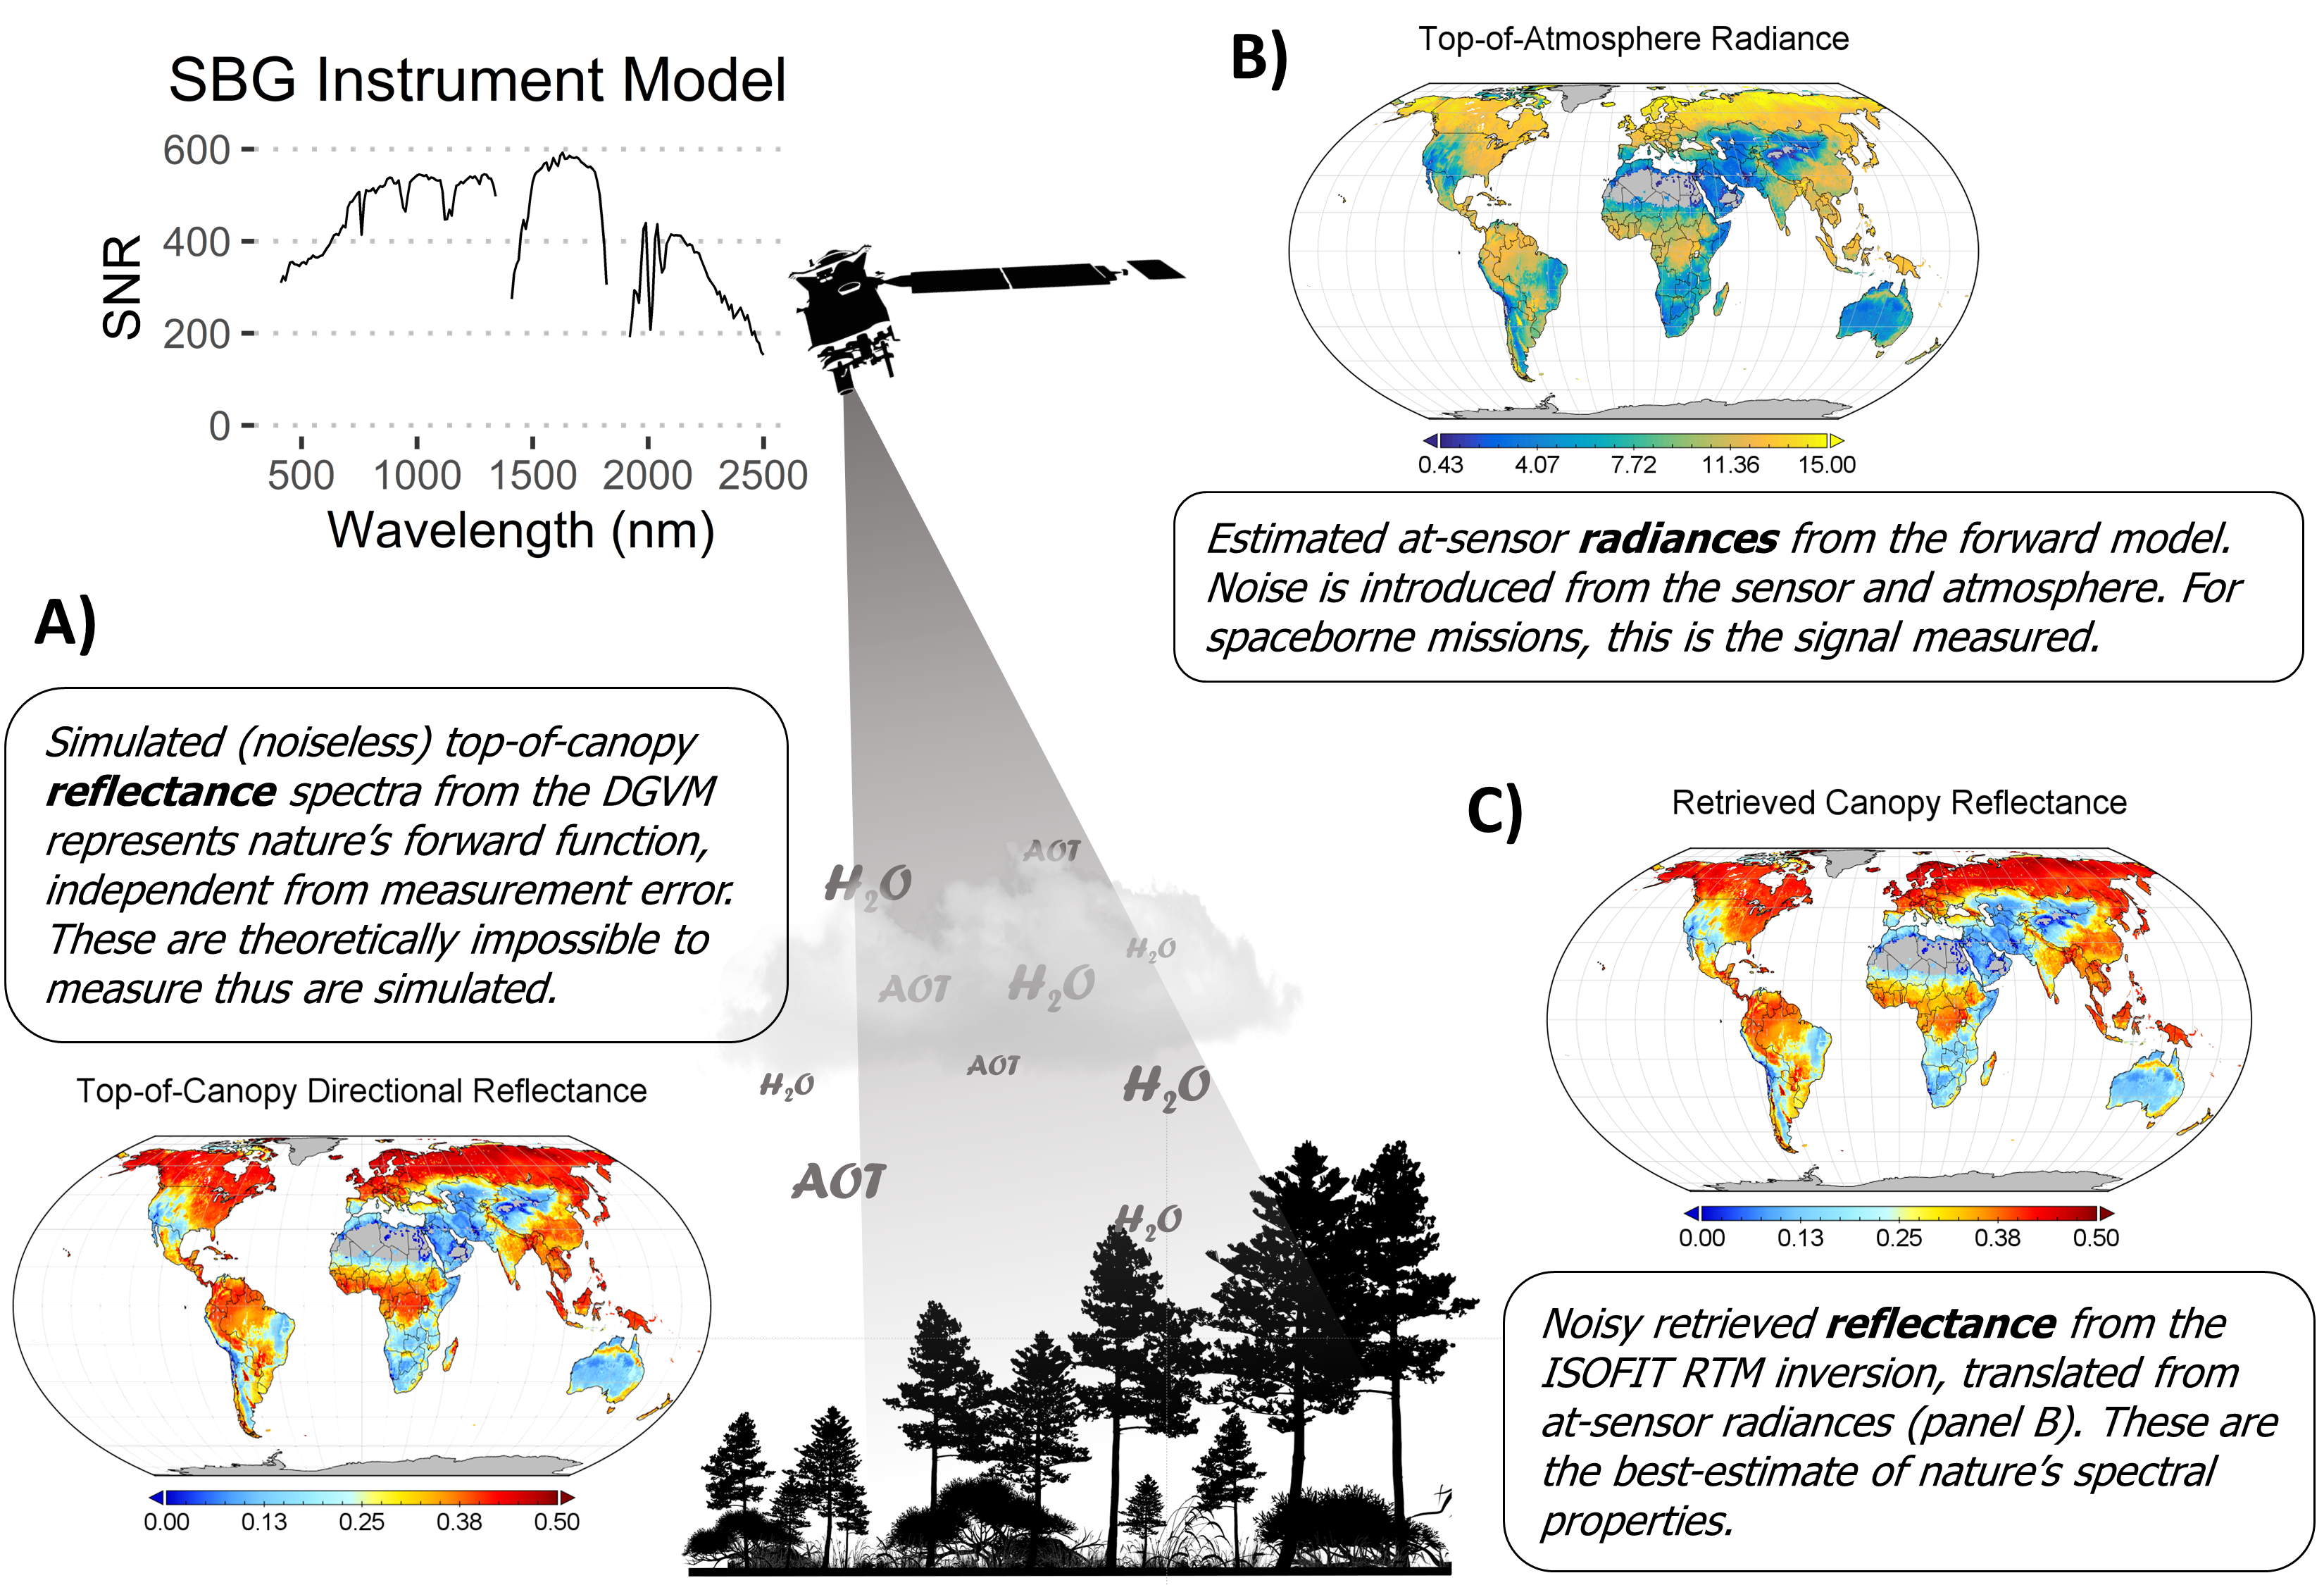 SBG Instrument Model
600
400
200
0
SNR
500 1000 1500 2000 2500
Wavelength (nm)
B)
Top-of-Atmosphere Radiance
0.43 4.07 7.72 11.36 15.00
Estimated at-sensor radiances from the forward model.
Noise is introduced from the sensor and atmosphere. For
spaceborne missions, this is the signal measured.
A)
Simulated (noiseless) top-of-canopy
reflectance spectra from the DGVM
represents nature's forward function,
independent from measurement error.
These are theoretically impossible to
measure thus are simulated.
Top-of-Canopy Directional Reflectance
0.00 0.13 0.25 0.38 0.50
AOT
H₂O
H₂O
AOT
H₂O
AOT
H₂O
H₂O
AOT
H₂O
C)
Retrieved Canopy Reflectance
0.00 0.13 0.25 0.38 0.50
Noisy retrieved reflectance from the
ISOFIT RTM inversion, translated from
at-sensor radiances (panel B). These are
the best-estimate of nature's spectral
properties.